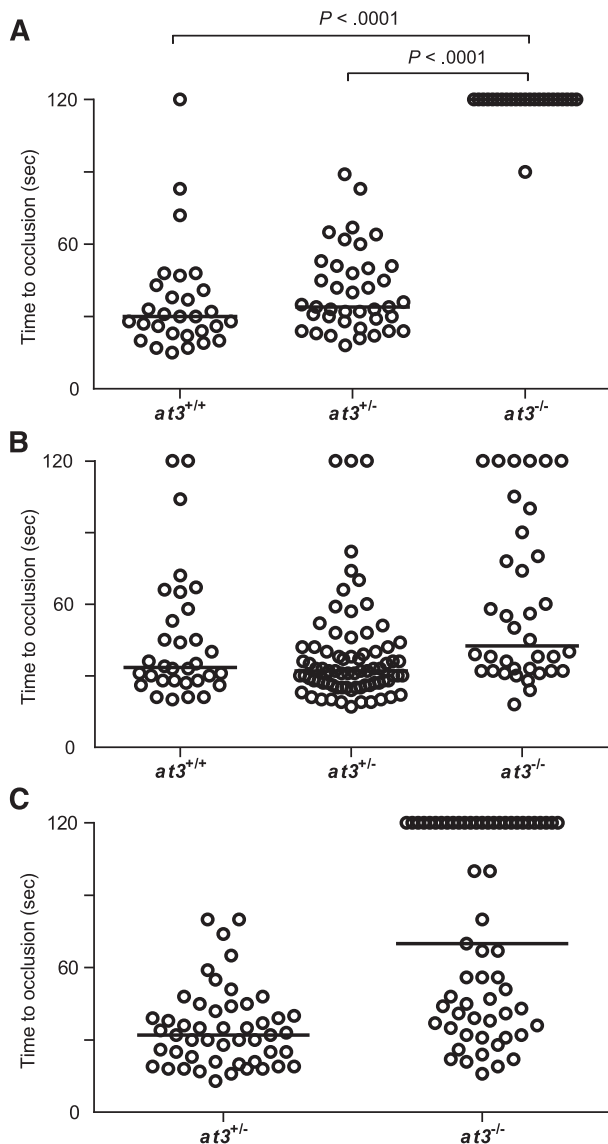 A
P < .0001
P < .0001
Time to occlusion (sec)
120
60
0
at3+/+
at3+/-
at3-/-
B
Time to occlusion (sec)
120
60
0
at3+/+
at3+/-
at3-/-
C
Time to occlusion (sec)
120
60
0
at3+/-
at3-/-